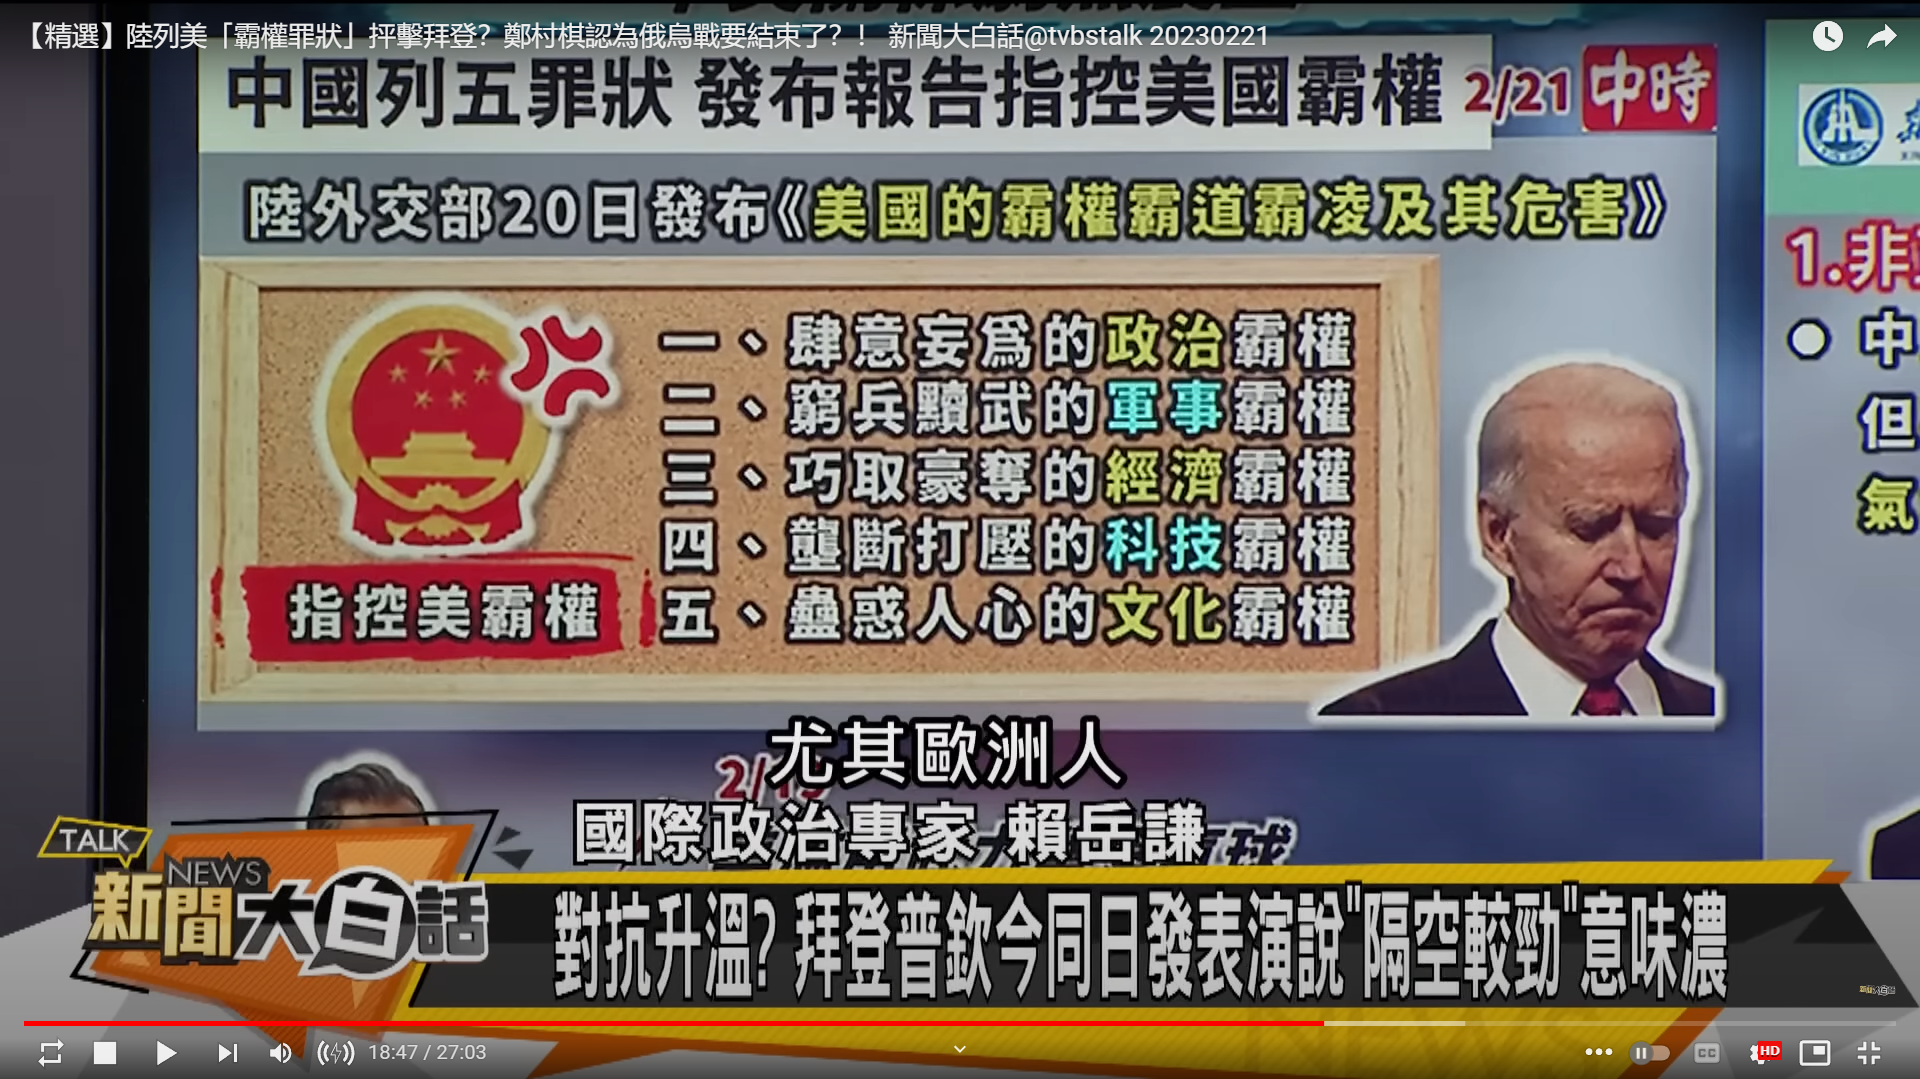 【精選】陸列美「霸權罪狀」抨擊拜登？鄭村棋認為俄烏戰要結束了？！ 新聞大白話@tvbstalk 20230221
中國列五罪狀 發布報告指控美國霸權 2/21 中時
陸外交部20日發布《美國的霸權霸道霸凌及其危害》
一、肆意妄為的政治霸權
二、窮兵黷武的軍事霸權
三、巧取豪奪的經濟霸權
四、壟斷打壓的科技霸權
五、蠱惑人心的文化霸權
指控美霸權
1.非
中
但
氣
尤其歐洲人
國際政治專家 賴岳謙
球
TALK
NEWS
新聞大白話
對抗升溫？拜登普欽今同日發表演說"隔空較勁"意味濃
18:47 / 27:03
CC
HD